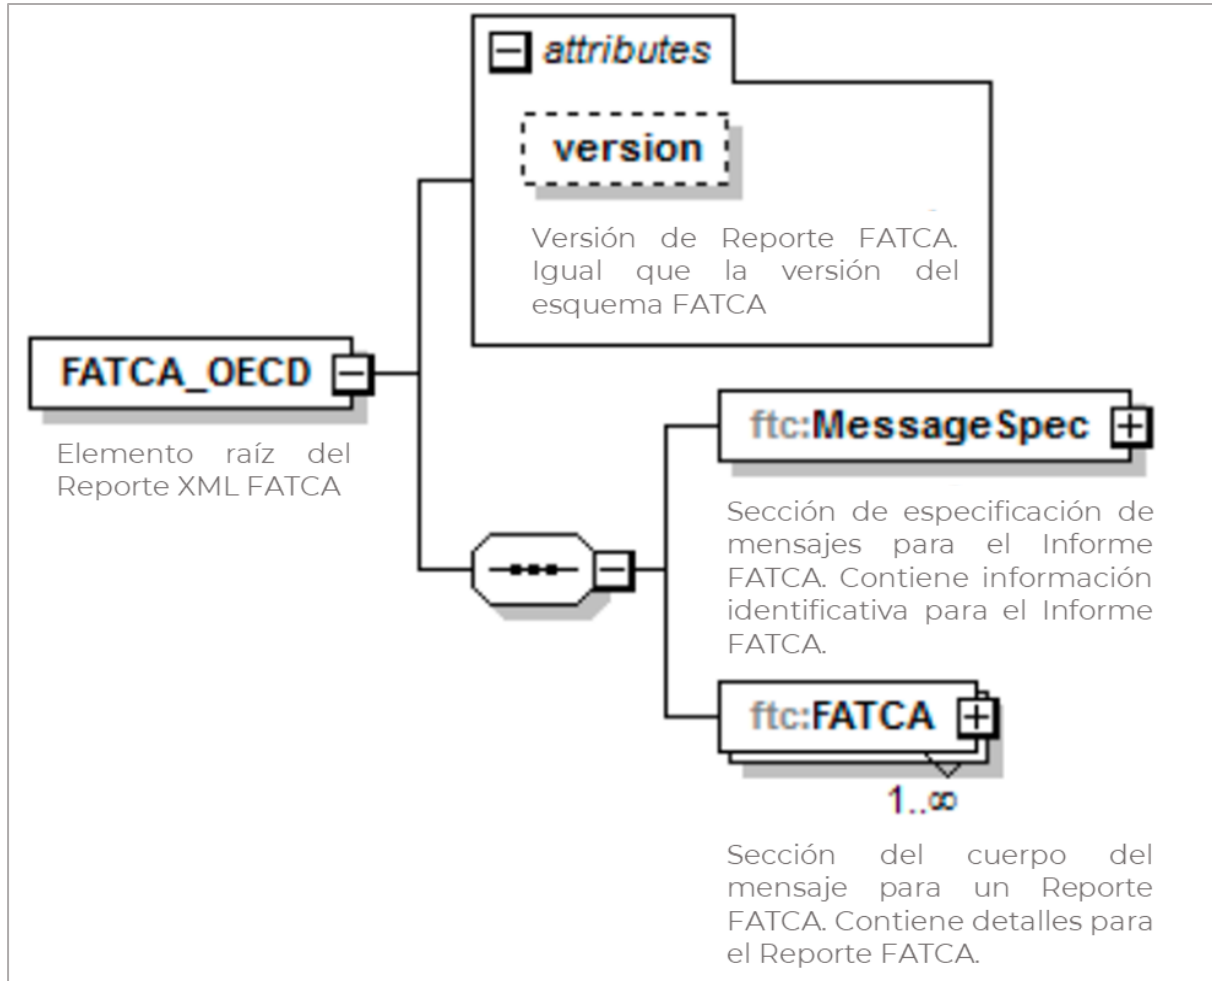 attributes
version
Versión de Reporte FATCA.
Igual que la versión del
esquema FATCA
FATCA_OECD
Elemento raíz del
Reporte XML FATCA
ftc:MessageSpec
Sección de especificación de
mensajes para el Informe
FATCA. Contiene información
identificativa para el Informe
FATCA.
ftc:FATCA
1..∞
Sección del cuerpo del
mensaje para un Reporte
FATCA. Contiene detalles para
el Reporte FATCA.